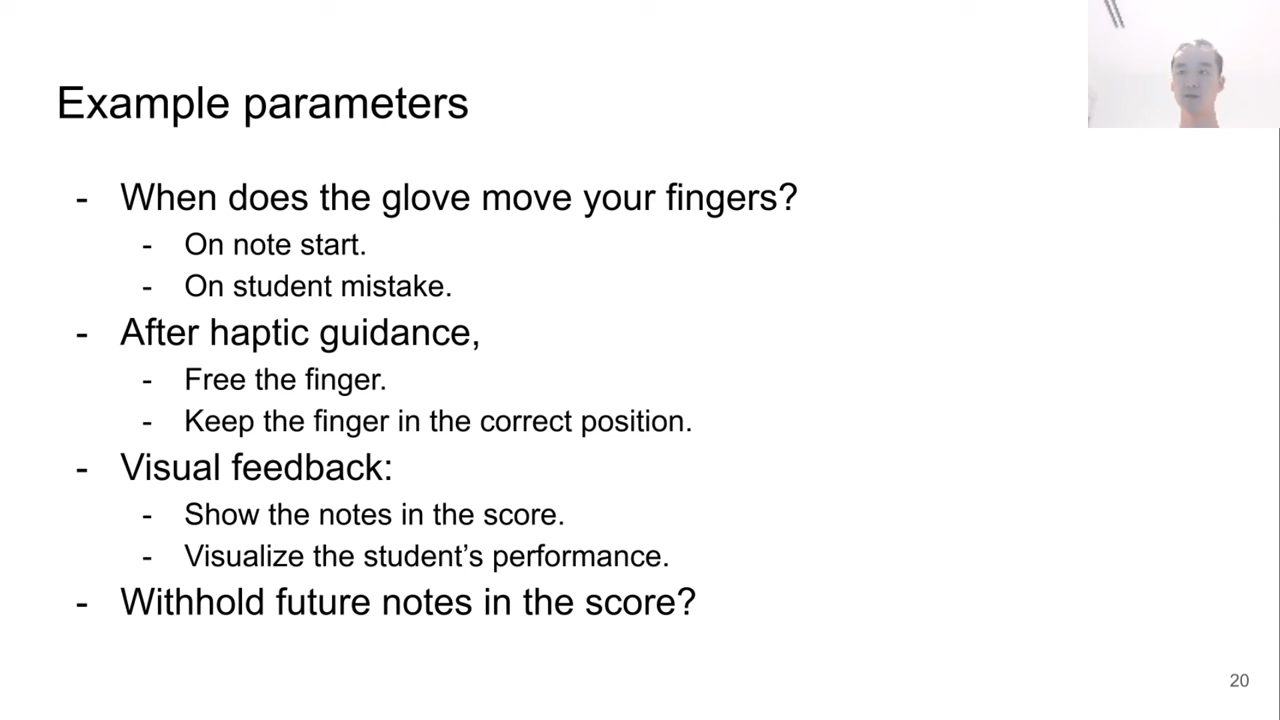 Example parameters
- When does the glove move your fingers?
- On note start.
- On student mistake.
- After haptic guidance,
- Free the finger.
- Keep the finger in the correct position.
- Visual feedback:
- Show the notes in the score.
- Visualize the student’s performance.
- Withhold future notes in the score?
20